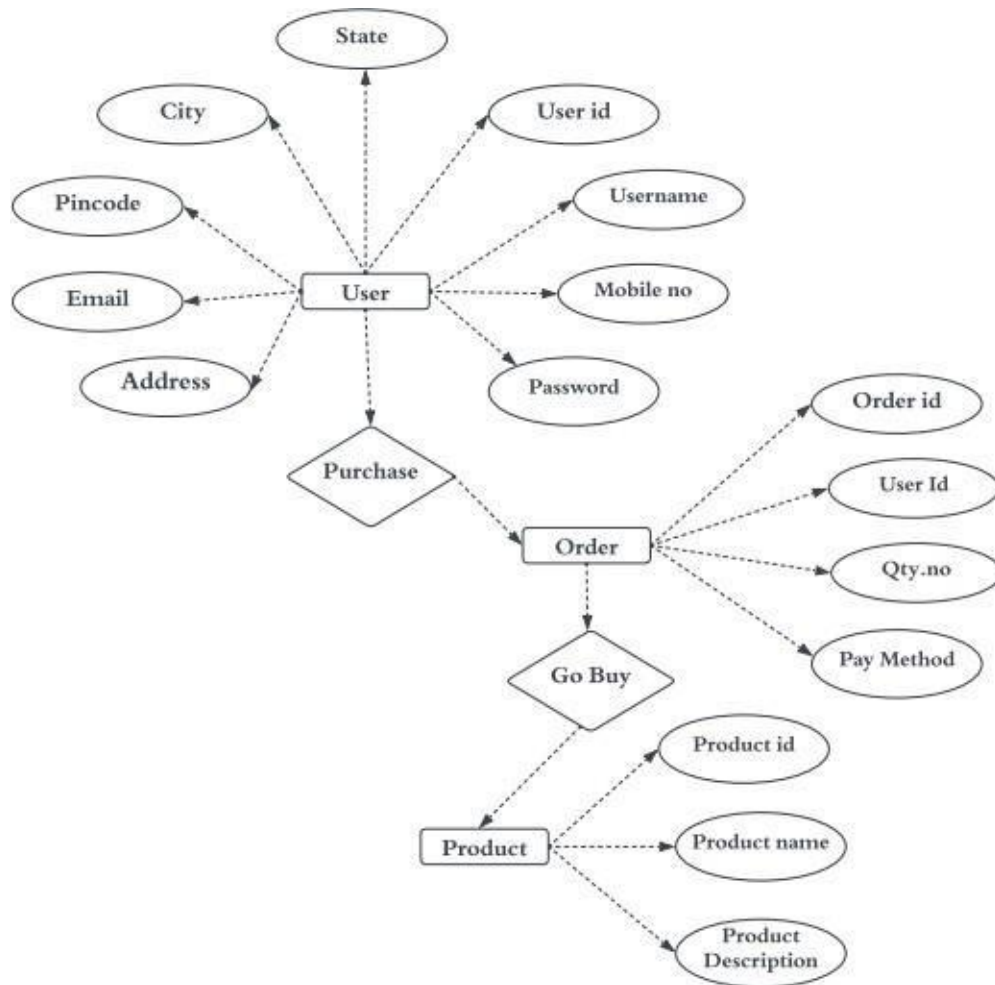 State
City
User id
Pincode
Username
User
Email
Mobile no
Address
Password
Order id
Purchase
User Id
Order
Qty.no
Pay Method
Go Buy
Product id
Product
Product name
Product
Description